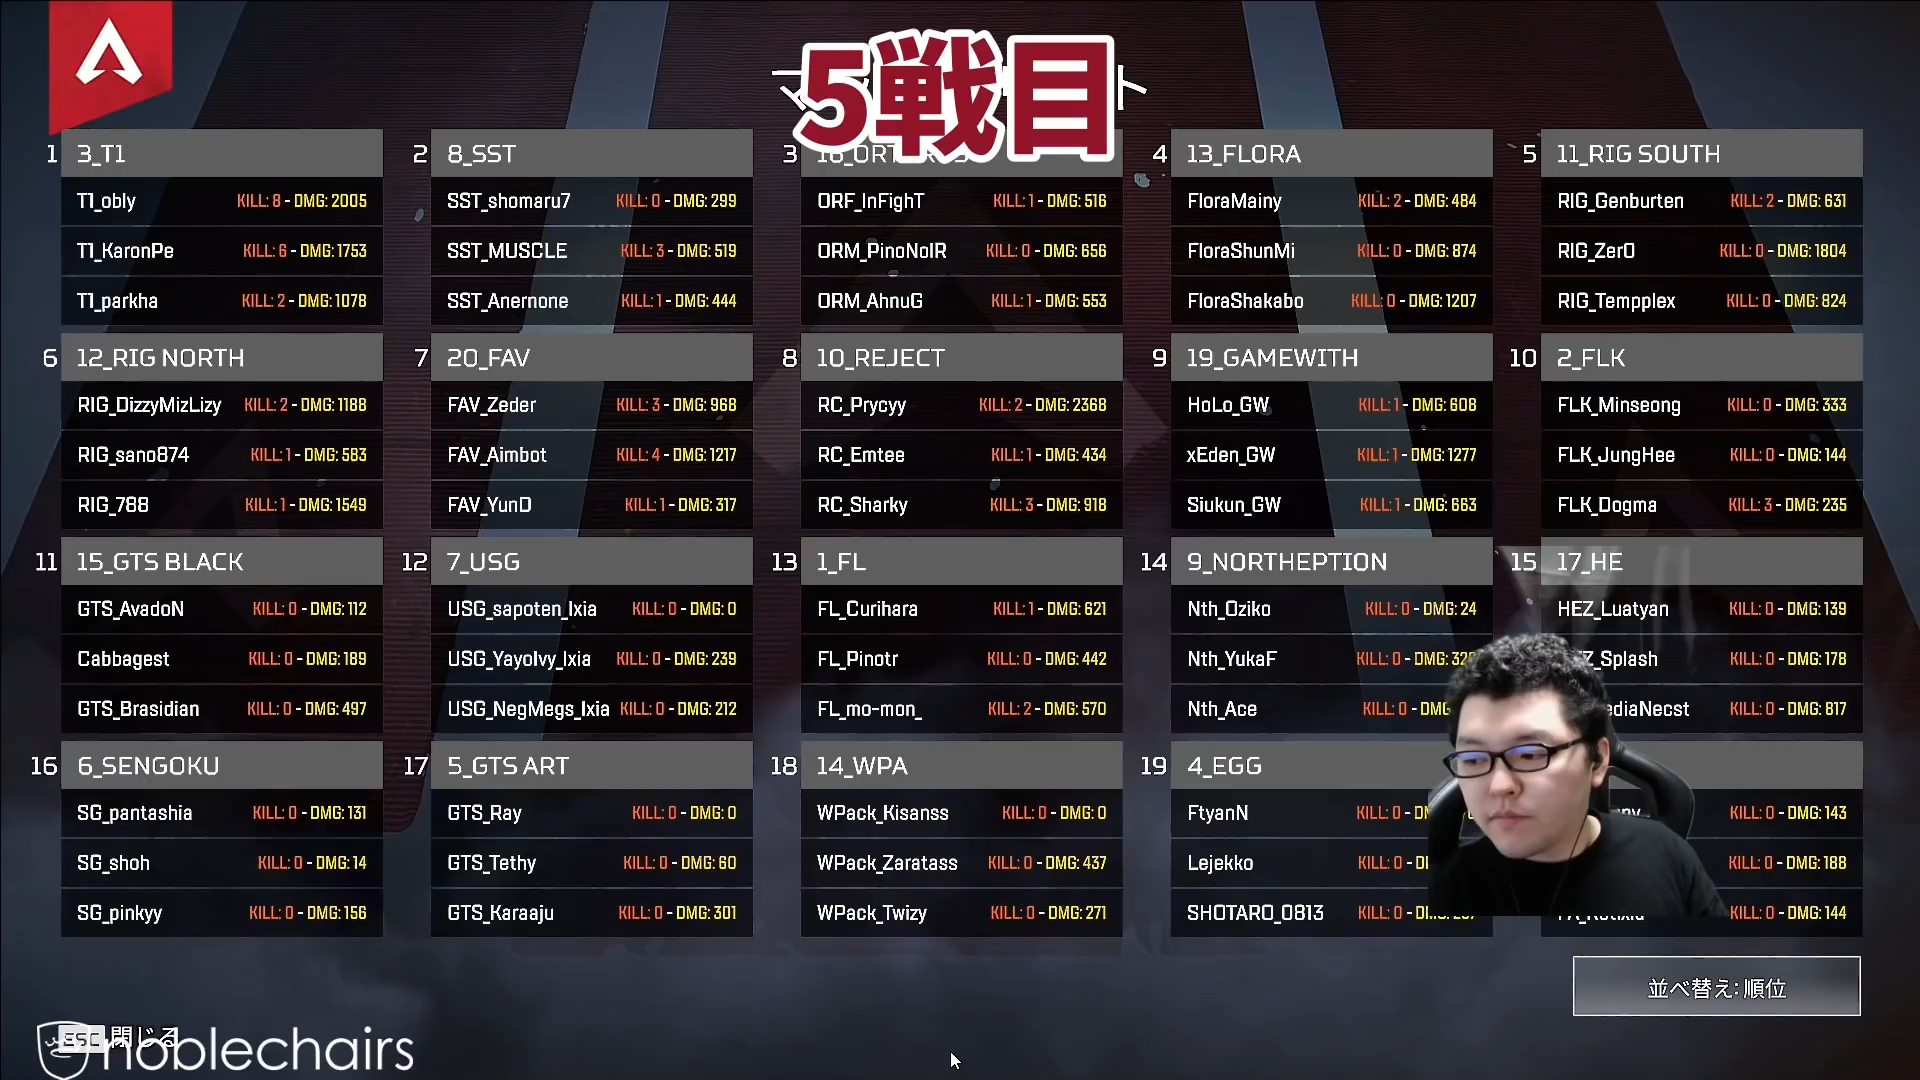 5戦目
1 3_T1
T1_obly KILL: 8 - DMG: 2005
T1_KaronPe KILL: 6 - DMG: 1753
T1_parkha KILL: 2 - DMG: 1078
2 8_SST
SST_shomaru7 KILL: 0 - DMG: 299
SST_MUSCLE KILL: 3 - DMG: 519
SST_Anernone KILL: 1 - DMG: 444
3
ORF_InFighT KILL: 1 - DMG: 516
ORM_PinoNoIR KILL: 0 - DMG: 656
ORM_AhnuG KILL: 1 - DMG: 553
4 13_FLORA
FloraMainy KILL: 2 - DMG: 484
FloraShunMi KILL: 0 - DMG: 874
FloraShakabo KILL: 0 - DMG: 1207
5 11_RIG SOUTH
RIG_Genburten KILL: 2 - DMG: 631
RIG_Zer0 KILL: 0 - DMG: 1804
RIG_Tempplex KILL: 0 - DMG: 824
6 12_RIG NORTH
RIG_DizzyMizLizy KILL: 2 - DMG: 1188
RIG_sano874 KILL: 1 - DMG: 583
RIG_788 KILL: 1 - DMG: 1549
7 20_FAV
FAV_Zeder KILL: 3 - DMG: 968
FAV_Aimbot KILL: 4 - DMG: 1217
FAV_YunD KILL: 1 - DMG: 317
8 10_REJECT
RC_Prycyy KILL: 2 - DMG: 2368
RC_Emtee KILL: 1 - DMG: 434
RC_Sharky KILL: 3 - DMG: 918
9 19_GAMEWITH
HoLo_GW KILL: 1 - DMG: 608
xEden_GW KILL: 1 - DMG: 1277
Siukun_GW KILL: 1 - DMG: 663
10 2_FLK
FLK_Minseong KILL: 0 - DMG: 333
FLK_JungHee KILL: 0 - DMG: 144
FLK_Dogma KILL: 3 - DMG: 235
11 15_GTS BLACK
GTS_AvadoN KILL: 0 - DMG: 112
Cabbagest KILL: 0 - DMG: 189
GTS_Brasidian KILL: 0 - DMG: 497
12 7_USG
USG_sapoten_Ixia KILL: 0 - DMG: 0
USG_YayoIvy_Ixia KILL: 0 - DMG: 239
USG_NegMegs_Ixia KILL: 0 - DMG: 212
13 1_FL
FL_Curihara KILL: 1 - DMG: 621
FL_Pinotr KILL: 0 - DMG: 442
FL_mo-mon_ KILL: 2 - DMG: 570
14 9_NORTHEPTION
Nth_Oziko KILL: 0 - DMG: 24
Nth_YukaF KILL: 0 - DMG:
Nth_Ace KILL: 0 -
15 17_HE
HEZ_Luatyan KILL: 0 - DMG: 139
Splash KILL: 0 - DMG: 178
KILL: 0 - DMG: 817
16 6_SENGOKU
SG_pantashia KILL: 0 - DMG: 131
SG_shoh KILL: 0 - DMG: 14
SG_pinkyy KILL: 0 - DMG: 156
17 5_GTS ART
GTS_Ray KILL: 0 - DMG: 0
GTS_Tethy KILL: 0 - DMG: 60
GTS_Karaaju KILL: 0 - DMG: 301
18 14_WPA
WPack_Kisanss KILL: 0 - DMG: 0
WPack_Zaratass KILL: 0 - DMG: 437
WPack_Twizy KILL: 0 - DMG: 271
19 4_EGG
FtyanN KILL: 0 -
Lejekko KILL: 0 -
SHOTARO_0813 KILL: 0 -
KILL: 0 - DMG: 143
KILL: 0 - DMG: 188
KILL: 0 - DMG: 144
並べ替え: 順位
ESC 閉じる
noblechairs